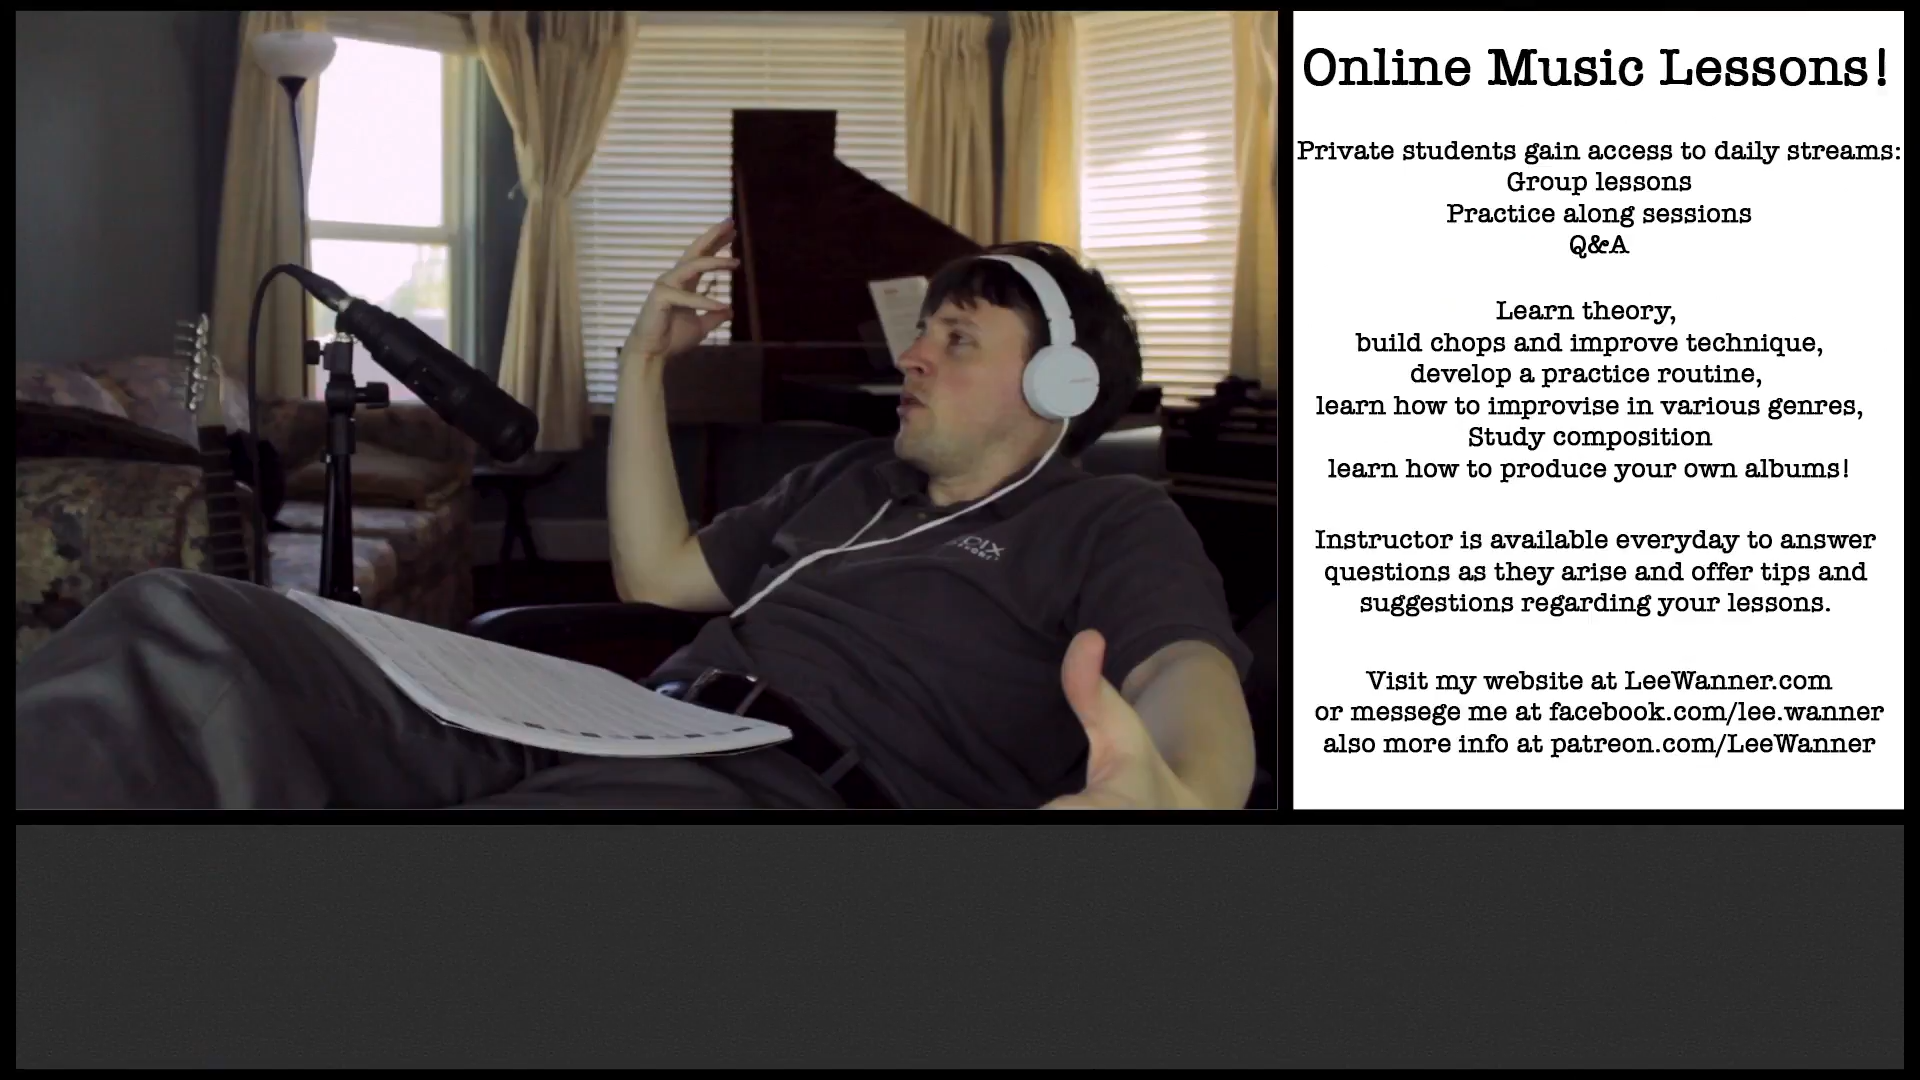 Online Music Lessons!
Private students gain access to daily streams:
Group lessons
Practice along sessions
Q&A
Learn theory,
build chops and improve technique,
develop a practice routine,
learn how to improvise in various genres,
Study composition
learn how to produce your own albums!
Instructor is available everyday to answer
questions as they arise and offer tips and
suggestions regarding your lessons.
Visit my website at LeeWanner.com
or messege me at facebook.com/lee.wanner
also more info at patreon.com/LeeWanner